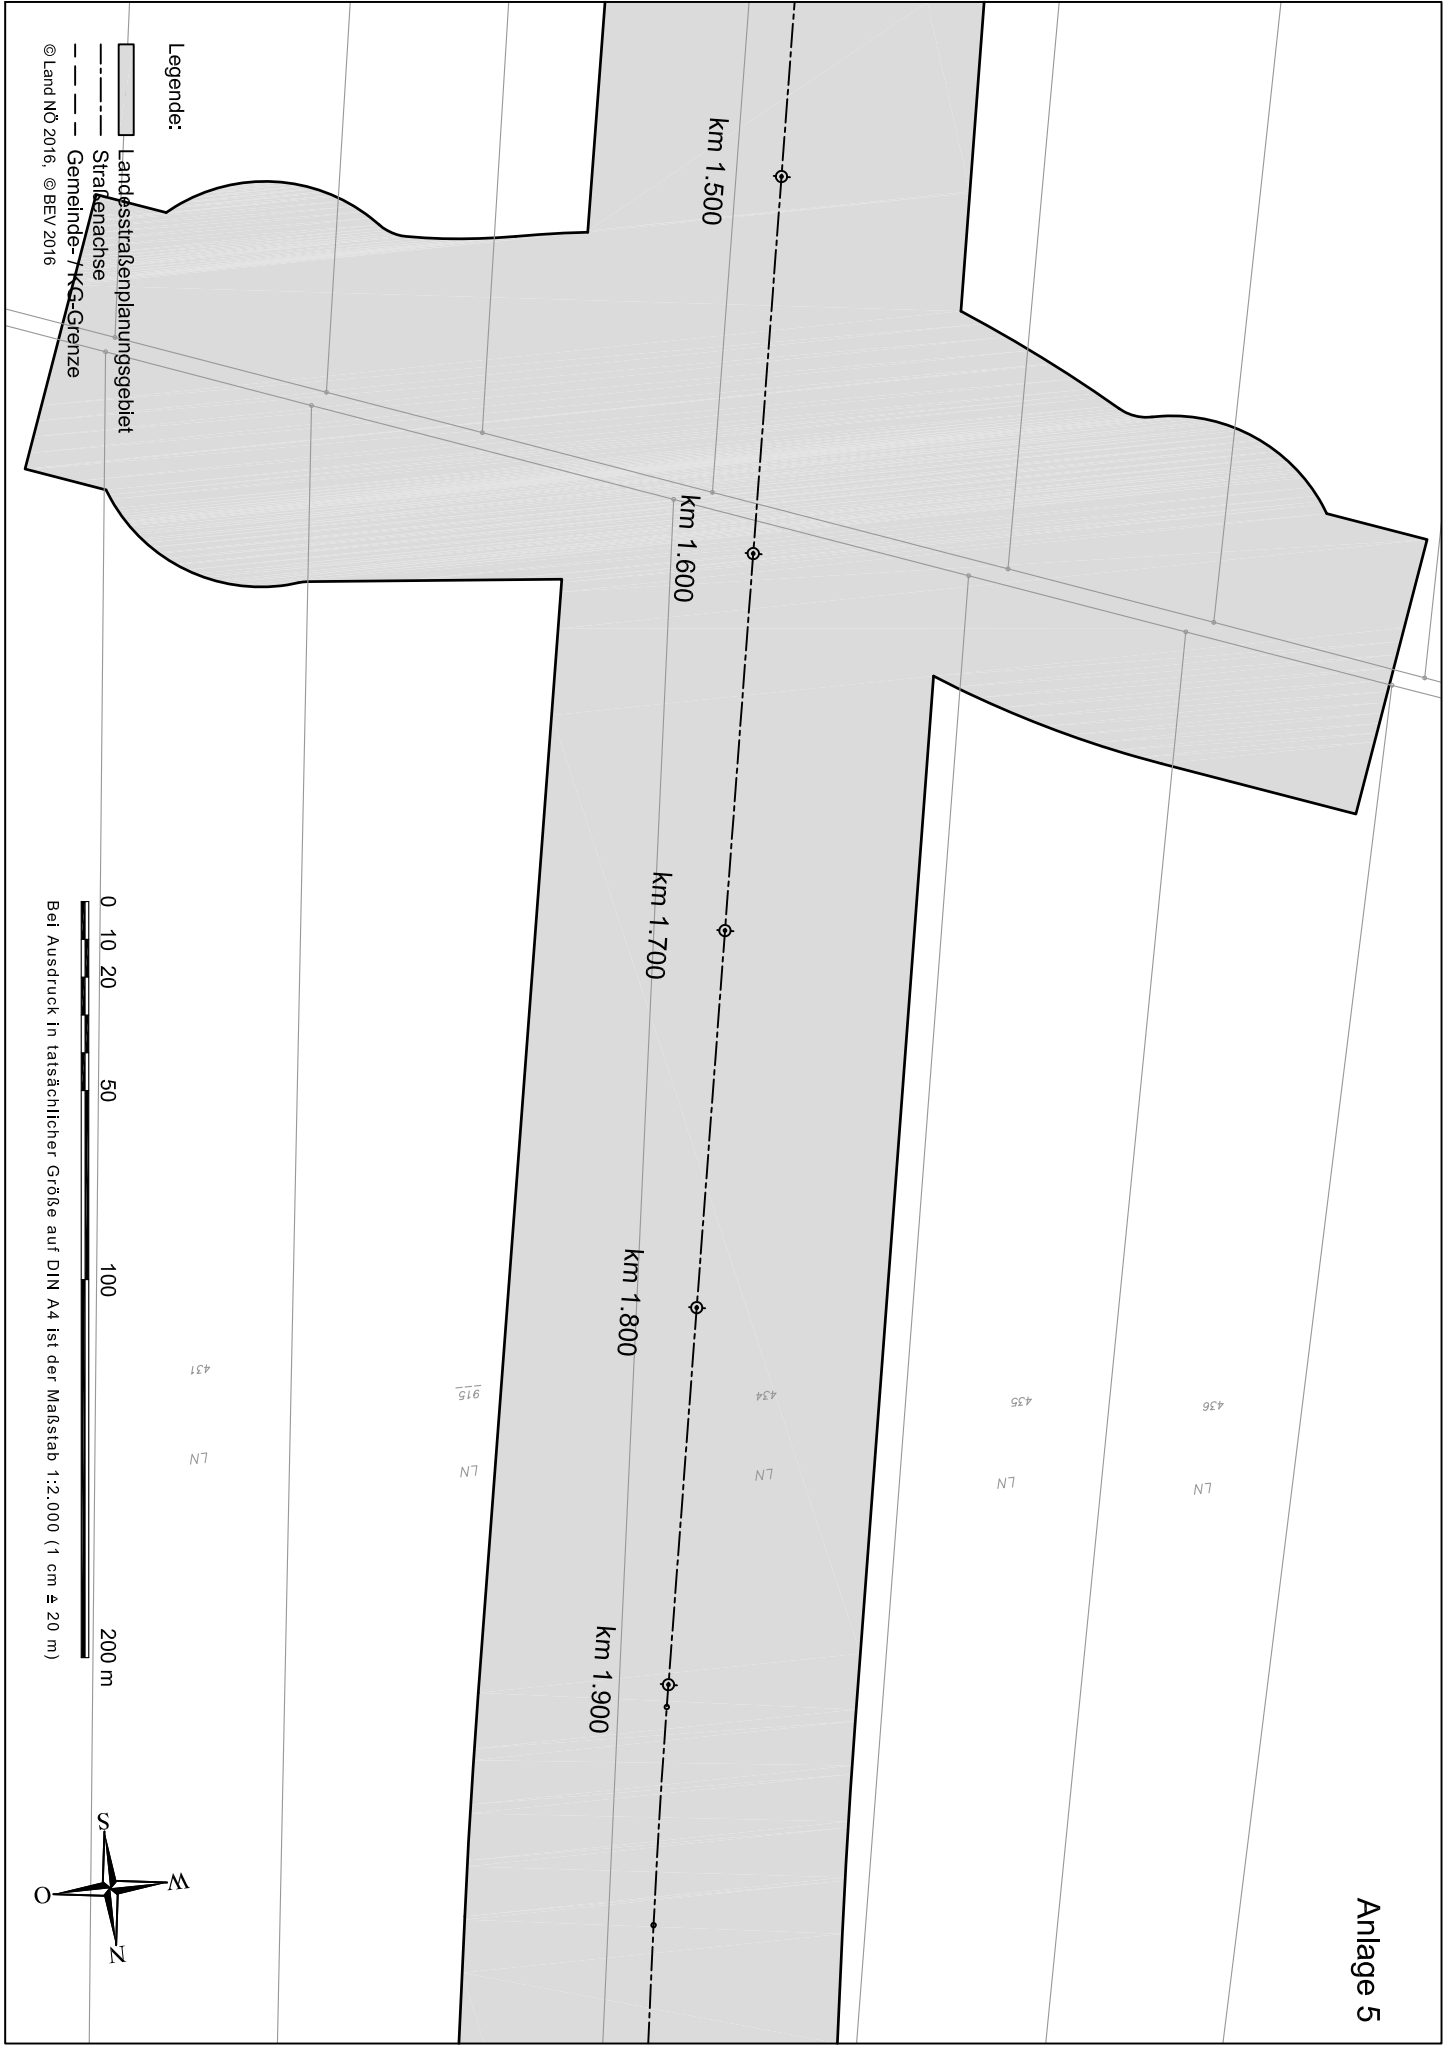 Anlage 5
km 1.500
km 1.600
km 1.700
km 1.800
km 1.900
431
915
434
435
436
LN
LN
LN
LN
LN
Legende:
Landesstraßenplanungsgebiet
Straßenachse
Gemeinde- / KG-Grenze
© Land NÖ 2016, © BEV 2016
0 10 20 50 100 200 m
Bei Ausdruck in tatsächlicher Größe auf DIN A4 ist der Maßstab 1:2.000 (1 cm ≙ 20 m)
S
W
O
N